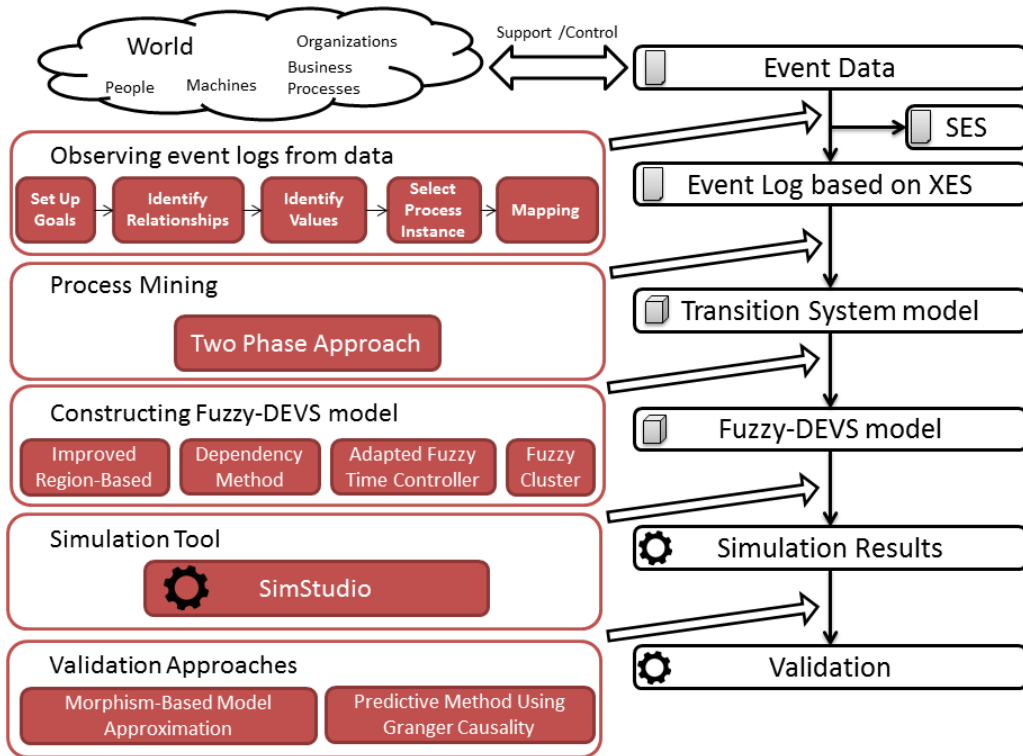 World
Organizations
People
Machines
Business
Processes
Support /Control
Event Data
SES
Observing event logs from data
Set Up
Goals
Identify
Relationships
Identify
Values
Select
Process
Instance
Mapping
Event Log based on XES
Process Mining
Two Phase Approach
Transition System model
Constructing Fuzzy-DEVS model
Improved
Region-Based
Dependency
Method
Adapted Fuzzy
Time Controller
Fuzzy
Cluster
Fuzzy-DEVS model
Simulation Tool
SimStudio
Simulation Results
Validation Approaches
Morphism-Based Model
Approximation
Predictive Method Using
Granger Causality
Validation